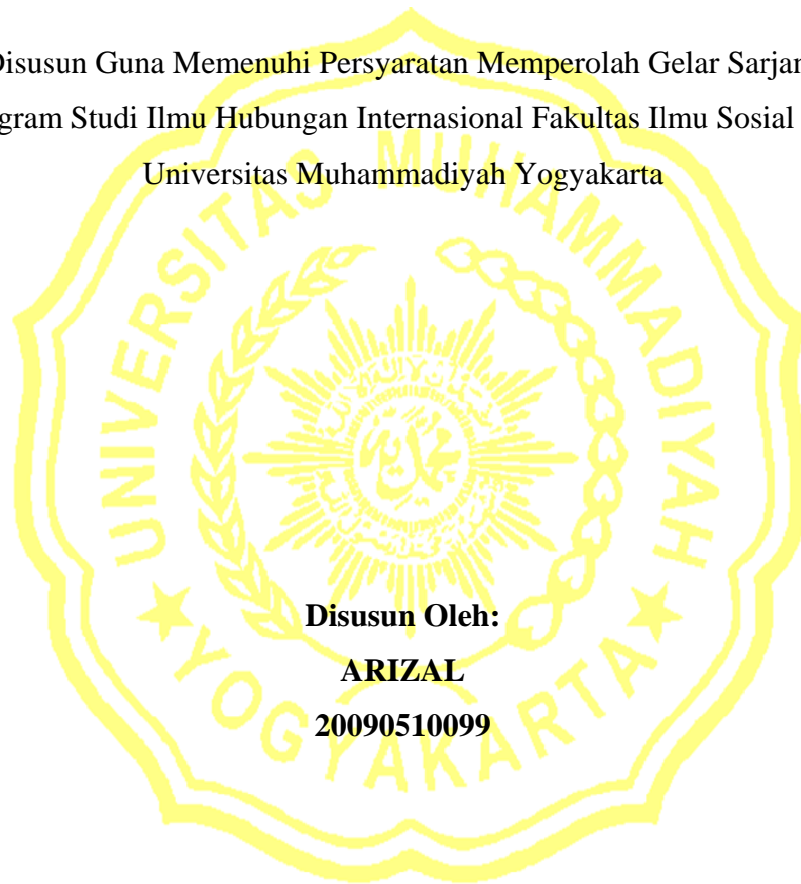 Disusun Guna Memenuhi Persyaratan Memperolah Gelar Sarjan
gram Studi Ilmu Hubungan Internasional Fakultas Ilmu Sosial
Universitas Muhammadiyah Yogyakarta
UNIVERSITAS MUHAMMADIYAH
YOGYAKARTA
Disusun Oleh:
ARIZAL
20090510099